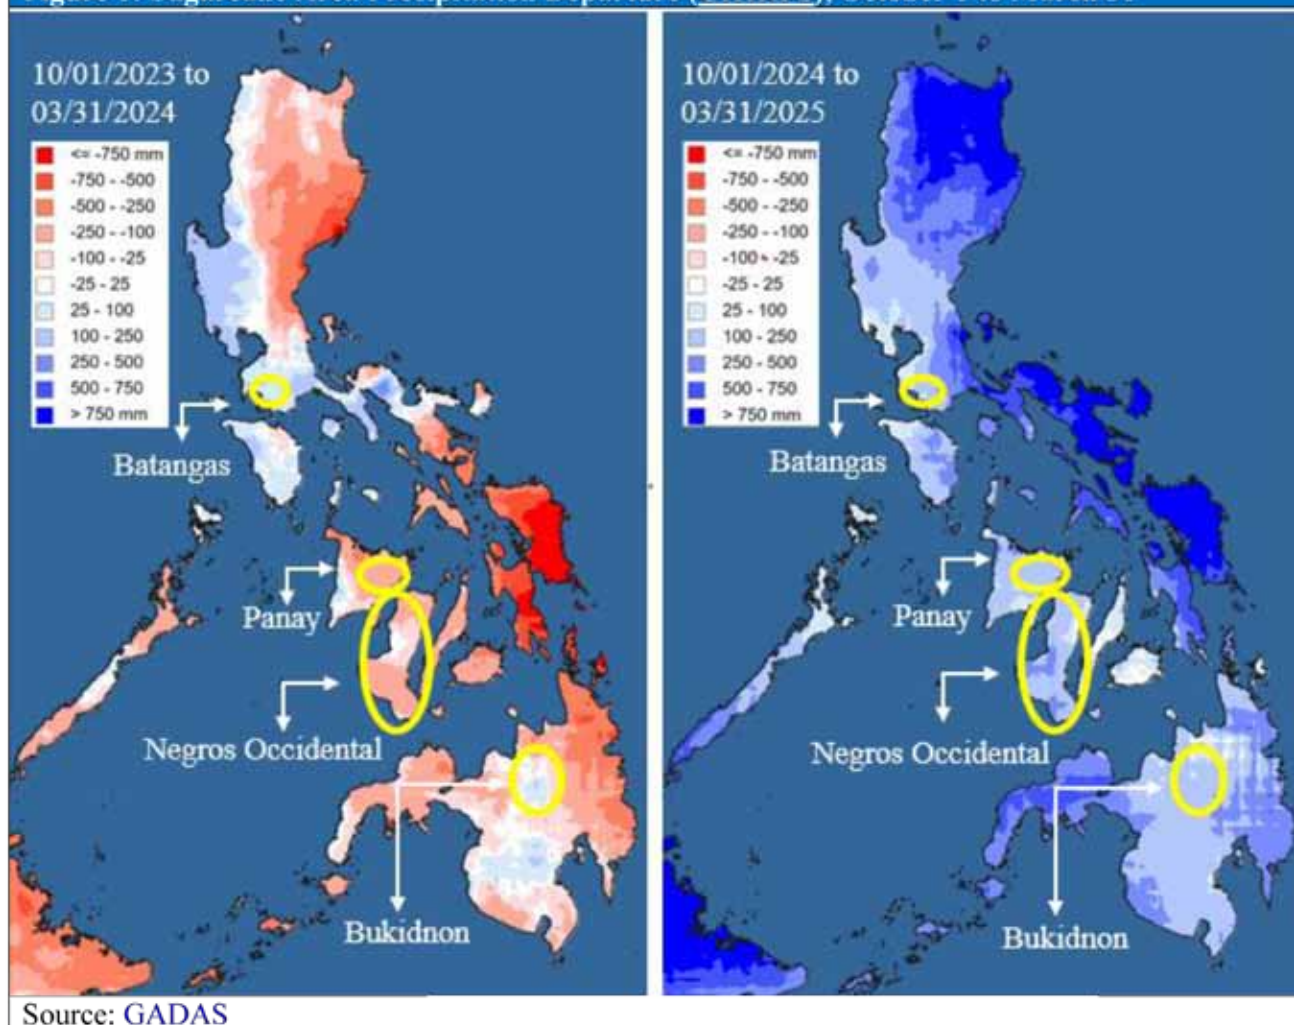 10/01/2023 to
03/31/2024
<= -750 mm
-750 - -500
-500 - -250
-250 - -100
-100 - -25
-25 - 25
25 - 100
100 - 250
250 - 500
500 - 750
> 750 mm
Batangas
Panay
Negros Occidental
Bukidnon
10/01/2024 to
03/31/2025
<= -750 mm
-750 - -500
-500 - -250
-250 - -100
-100 - -25
-25 - 25
25 - 100
100 - 250
250 - 500
500 - 750
> 750 mm
Batangas
Panay
Negros Occidental
Bukidnon
Source: GADAS